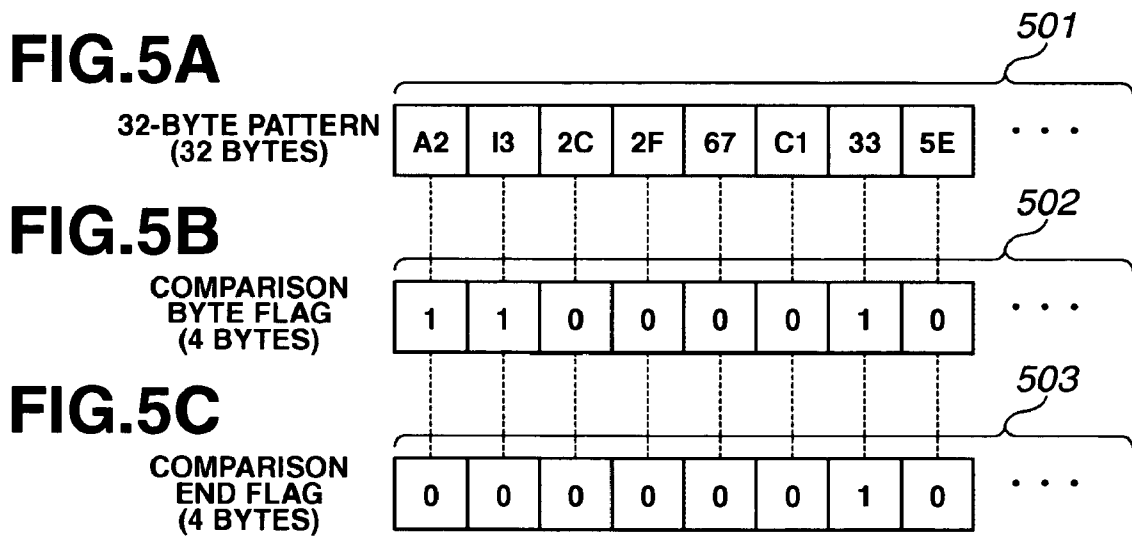 501
FIG.5A
32-BYTE PATTERN
(32 BYTES)
A2 I3 2C 2F 67 C1 33 5E . . .
502
FIG.5B
COMPARISON
BYTE FLAG
(4 BYTES)
1 1 0 0 0 0 1 0 . . .
503
FIG.5C
COMPARISON
END FLAG
(4 BYTES)
0 0 0 0 0 0 1 0 . . .